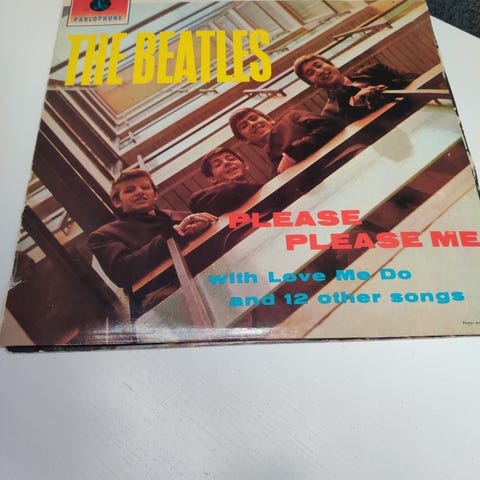 PARLOPHONE
THE BEATLES
PLEASE
PLEASE ME
with Love Me Do
and 12 other songs